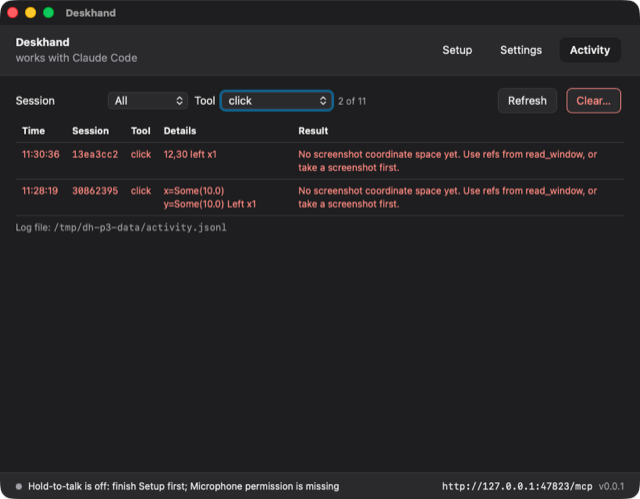 Deskhand
Deskhand
works with Claude Code
Setup Settings Activity
Session All Tool click 2 of 11 Refresh Clear...
Time Session Tool Details Result
11:30:36 13ea3cc2 click 12,30 left x1 No screenshot coordinate space yet. Use refs from read_window, or
take a screenshot first.
11:28:19 30862395 click x=Some(10.0) No screenshot coordinate space yet. Use refs from read_window, or
y=Some(10.0) Left x1 take a screenshot first.
Log file: /tmp/dh-p3-data/activity.jsonl
Hold-to-talk is off: finish Setup first; Microphone permission is missing http://127.0.0.1:47823/mcp v0.0.1